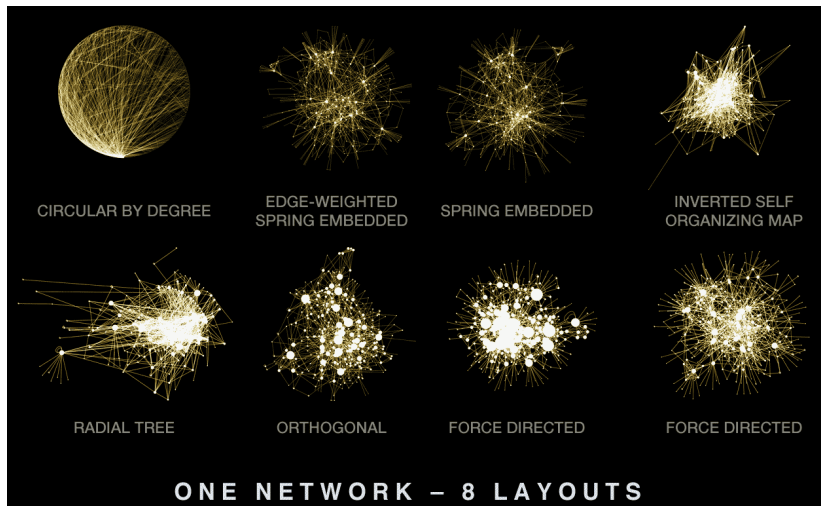 CIRCULAR BY DEGREE
EDGE-WEIGHTED
SPRING EMBEDDED
SPRING EMBEDDED
INVERTED SELF
ORGANIZING MAP
RADIAL TREE
ORTHOGONAL
FORCE DIRECTED
FORCE DIRECTED
ONE NETWORK – 8 LAYOUTS